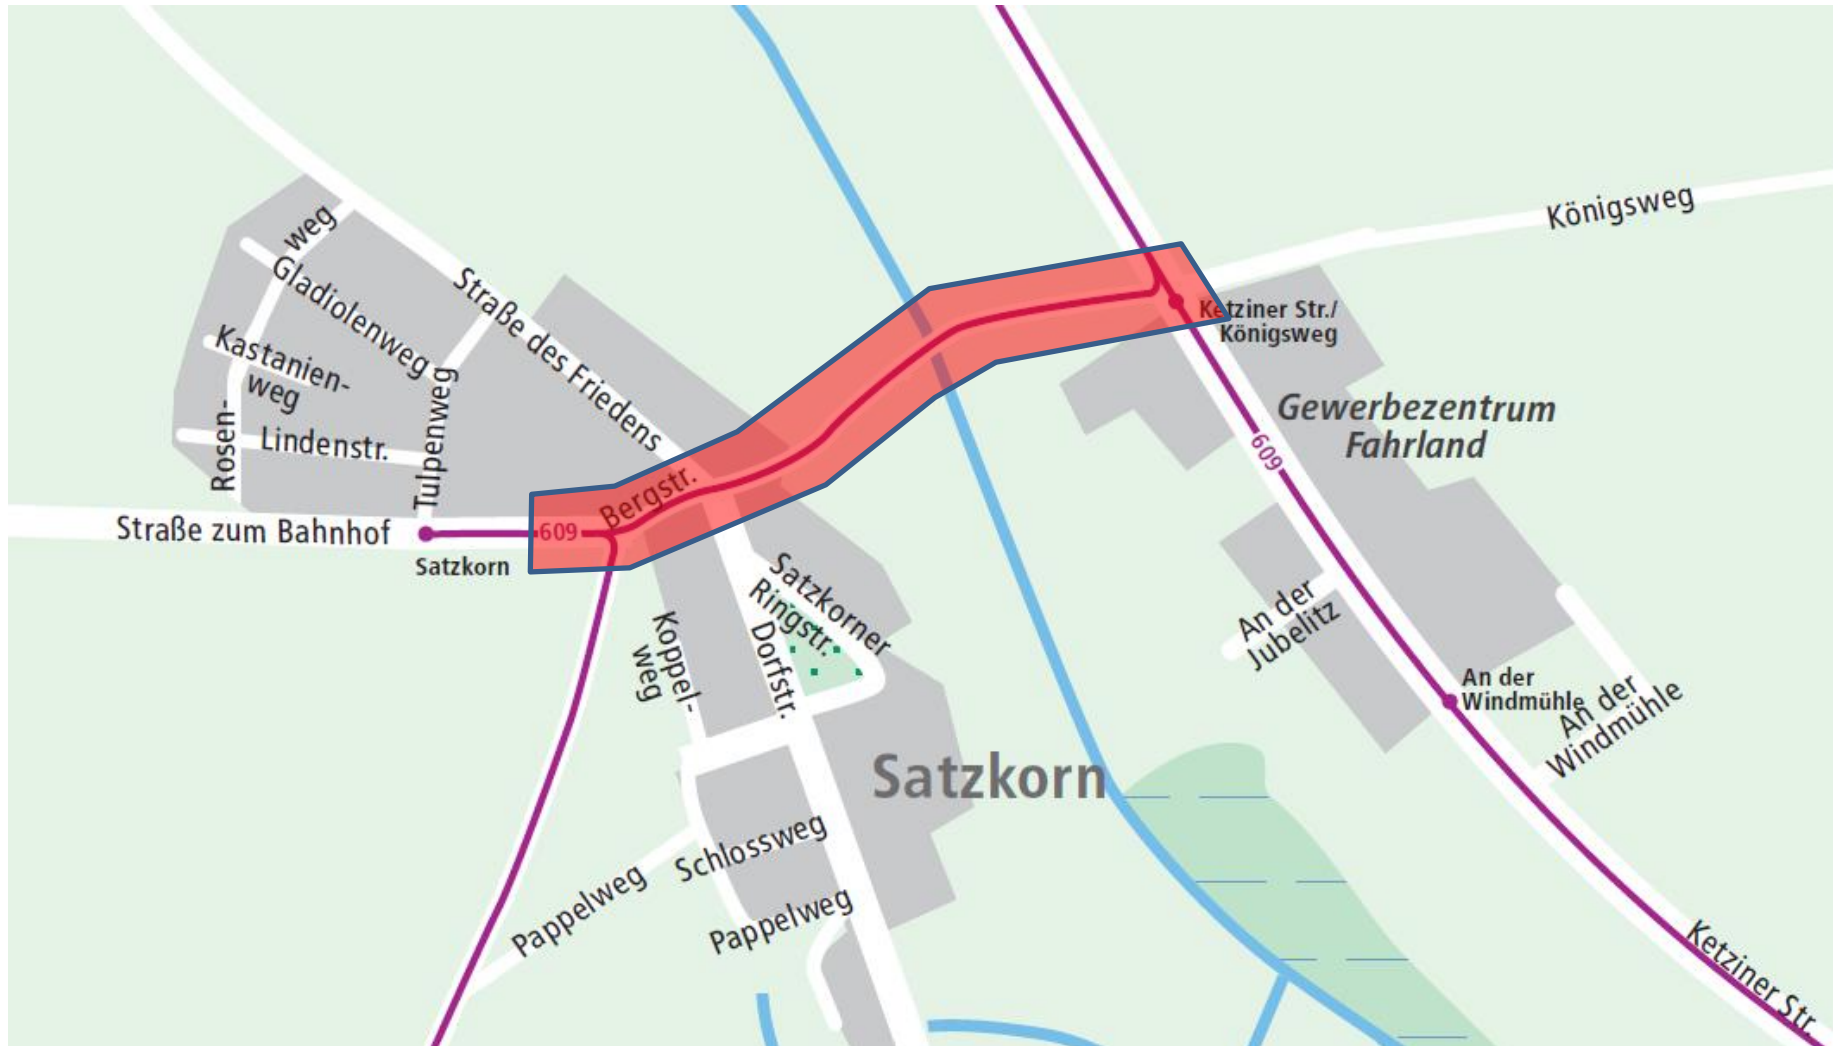 Königsweg
weg
Gladiolenweg
Straße des Friedens
Kastanien-
weg
Rosen-
Lindenstr.
Tulpenweg
Ketziner Str./
Königsweg
Gewerbezentrum
Fahrland
609
Bergstr.
Straße zum Bahnhof
609
Satzkorn
Satzkorner
Ringstr.
Koppel-
weg
Dorfstr.
An der
Jubelitz
An der
Windmühle
An der
Windmühle
Satzkorn
Schlossweg
Pappelweg
Pappelweg
Ketziner Str.